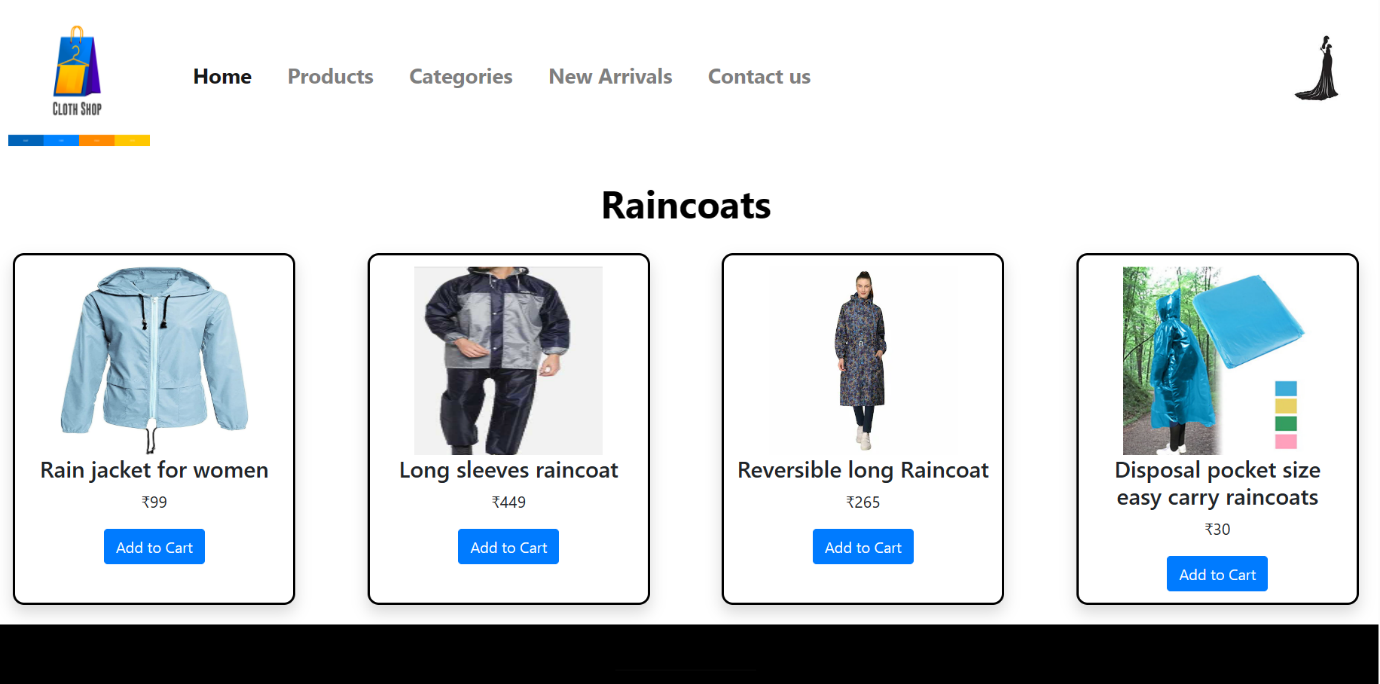 CLOTH SHOP
Home
Products
Categories
New Arrivals
Contact us
Raincoats
Rain jacket for women
₹99
Add to Cart
Long sleeves raincoat
₹449
Add to Cart
Reversible long Raincoat
₹265
Add to Cart
Disposal pocket size
easy carry raincoats
₹30
Add to Cart